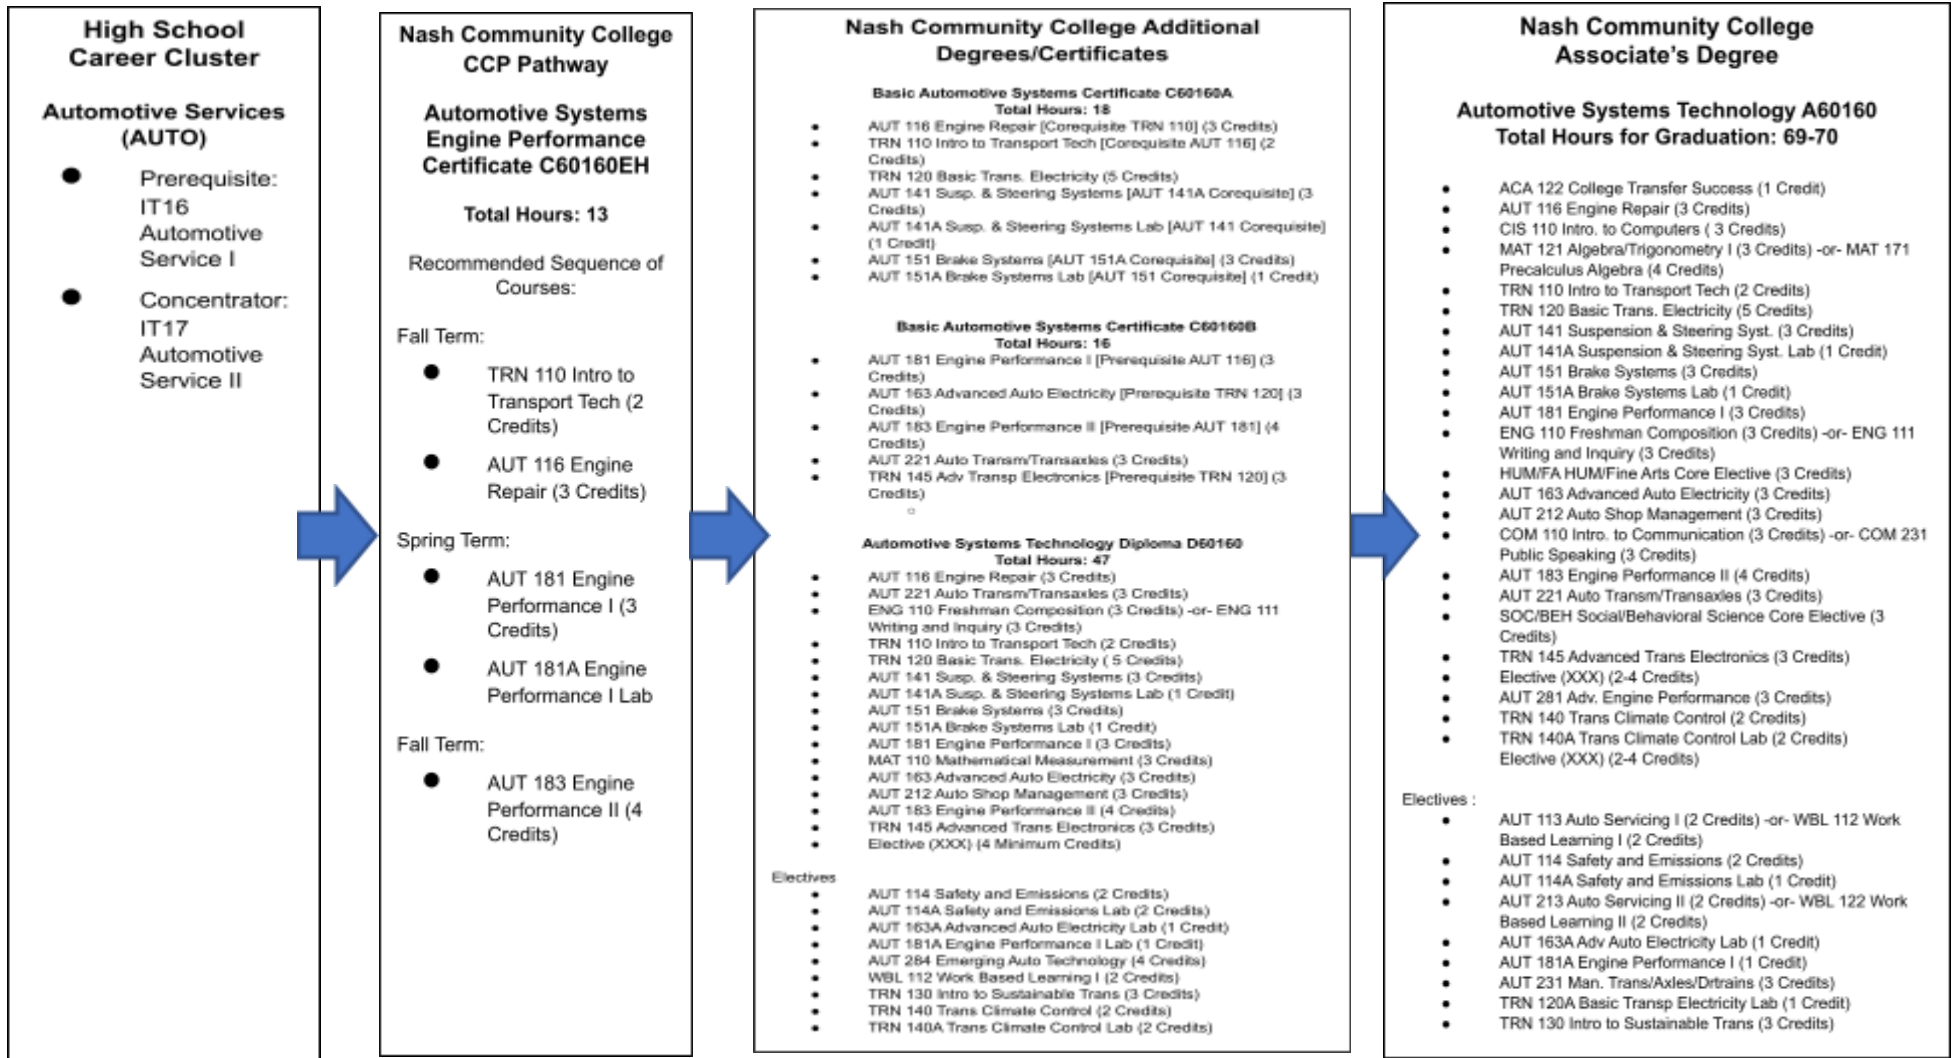 High School
Career Cluster
Automotive Services
(AUTO)
● Prerequisite:
IT16
Automotive
Service I
● Concentrator:
IT17
Automotive
Service II
Nash Community College
CCP Pathway
Automotive Systems
Engine Performance
Certificate C60160EH
Total Hours: 13
Recommended Sequence of
Courses:
Fall Term:
● TRN 110 Intro to
Transport Tech (2
Credits)
● AUT 116 Engine
Repair (3 Credits)
Spring Term:
● AUT 181 Engine
Performance I (3
Credits)
● AUT 181A Engine
Performance I Lab
Fall Term:
● AUT 183 Engine
Performance II (4
Credits)
Nash Community College Additional
Degrees/Certificates
Basic Automotive Systems Certificate C60160A
Total Hours: 18
● AUT 116 Engine Repair [Corequisite TRN 110] (3 Credits)
● TRN 110 Intro to Transport Tech [Corequisite AUT 116] (2
Credits)
● TRN 120 Basic Trans. Electricity (5 Credits)
● AUT 141 Susp. & Steering Systems [AUT 141A Corequisite] (3
Credits)
● AUT 141A Susp. & Steering Systems Lab [AUT 141 Corequisite]
(1 Credit)
● AUT 151 Brake Systems [AUT 151A Corequisite] (3 Credits)
● AUT 151A Brake Systems Lab [AUT 151 Corequisite] (1 Credit)
Basic Automotive Systems Certificate C60160B
Total Hours: 16
● AUT 181 Engine Performance I [Prerequisite AUT 116] (3
Credits)
● AUT 163 Advanced Auto Electricity [Prerequisite TRN 120] (3
Credits)
● AUT 183 Engine Performance II [Prerequisite AUT 181] (4
Credits)
● AUT 221 Auto Transm/Transaxles (3 Credits)
● TRN 145 Adv Transp Electronics [Prerequisite TRN 120] (3
Credits)
○
Automotive Systems Technology Diploma D60160
Total Hours: 47
● AUT 116 Engine Repair (3 Credits)
● AUT 221 Auto Transm/Transaxles (3 Credits)
● ENG 110 Freshman Composition (3 Credits) -or- ENG 111
Writing and Inquiry (3 Credits)
● TRN 110 Intro to Transport Tech (2 Credits)
● TRN 120 Basic Trans. Electricity ( 5 Credits)
● AUT 141 Susp. & Steering Systems (3 Credits)
● AUT 141A Susp. & Steering Systems Lab (1 Credit)
● AUT 151 Brake Systems (3 Credits)
● AUT 151A Brake Systems Lab (1 Credit)
● AUT 181 Engine Performance I (3 Credits)
● MAT 110 Mathematical Measurement (3 Credits)
● AUT 163 Advanced Auto Electricity (3 Credits)
● AUT 212 Auto Shop Management (3 Credits)
● AUT 183 Engine Performance II (4 Credits)
● TRN 145 Advanced Trans Electronics (3 Credits)
● Elective (XXX) (4 Minimum Credits)
Electives
● AUT 114 Safety and Emissions (2 Credits)
● AUT 114A Safety and Emissions Lab (2 Credits)
● AUT 163A Advanced Auto Electricity Lab (1 Credit)
● AUT 181A Engine Performance I Lab (1 Credit)
● AUT 284 Emerging Auto Technology (4 Credits)
● WBL 112 Work Based Learning I (2 Credits)
● TRN 130 Intro to Sustainable Trans (3 Credits)
● TRN 140 Trans Climate Control (2 Credits)
● TRN 140A Trans Climate Control Lab (2 Credits)
Nash Community College
Associate's Degree
Automotive Systems Technology A60160
Total Hours for Graduation: 69-70
● ACA 122 College Transfer Success (1 Credit)
● AUT 116 Engine Repair (3 Credits)
● CIS 110 Intro. to Computers ( 3 Credits)
● MAT 121 Algebra/Trigonometry I (3 Credits) -or- MAT 171
Precalculus Algebra (4 Credits)
● TRN 110 Intro to Transport Tech (2 Credits)
● TRN 120 Basic Trans. Electricity (5 Credits)
● AUT 141 Suspension & Steering Syst. (3 Credits)
● AUT 141A Suspension & Steering Syst. Lab (1 Credit)
● AUT 151 Brake Systems (3 Credits)
● AUT 151A Brake Systems Lab (1 Credit)
● AUT 181 Engine Performance I (3 Credits)
● ENG 110 Freshman Composition (3 Credits) -or- ENG 111
Writing and Inquiry (3 Credits)
● HUM/FA HUM/Fine Arts Core Elective (3 Credits)
● AUT 163 Advanced Auto Electricity (3 Credits)
● AUT 212 Auto Shop Management (3 Credits)
● COM 110 Intro. to Communication (3 Credits) -or- COM 231
Public Speaking (3 Credits)
● AUT 183 Engine Performance II (4 Credits)
● AUT 221 Auto Transm/Transaxles (3 Credits)
● SOC/BEH Social/Behavioral Science Core Elective (3
Credits)
● TRN 145 Advanced Trans Electronics (3 Credits)
● Elective (XXX) (2-4 Credits)
● AUT 281 Adv. Engine Performance (3 Credits)
● TRN 140 Trans Climate Control (2 Credits)
● TRN 140A Trans Climate Control Lab (2 Credits)
Elective (XXX) (2-4 Credits)
Electives :
● AUT 113 Auto Servicing I (2 Credits) -or- WBL 112 Work
Based Learning I (2 Credits)
● AUT 114 Safety and Emissions (2 Credits)
● AUT 114A Safety and Emissions Lab (1 Credit)
● AUT 213 Auto Servicing II (2 Credits) -or- WBL 122 Work
Based Learning II (2 Credits)
● AUT 163A Adv Auto Electricity Lab (1 Credit)
● AUT 181A Engine Performance I (1 Credit)
● AUT 231 Man. Trans/Axles/Drtrains (3 Credits)
● TRN 120A Basic Transp Electricity Lab (1 Credit)
● TRN 130 Intro to Sustainable Trans (3 Credits)